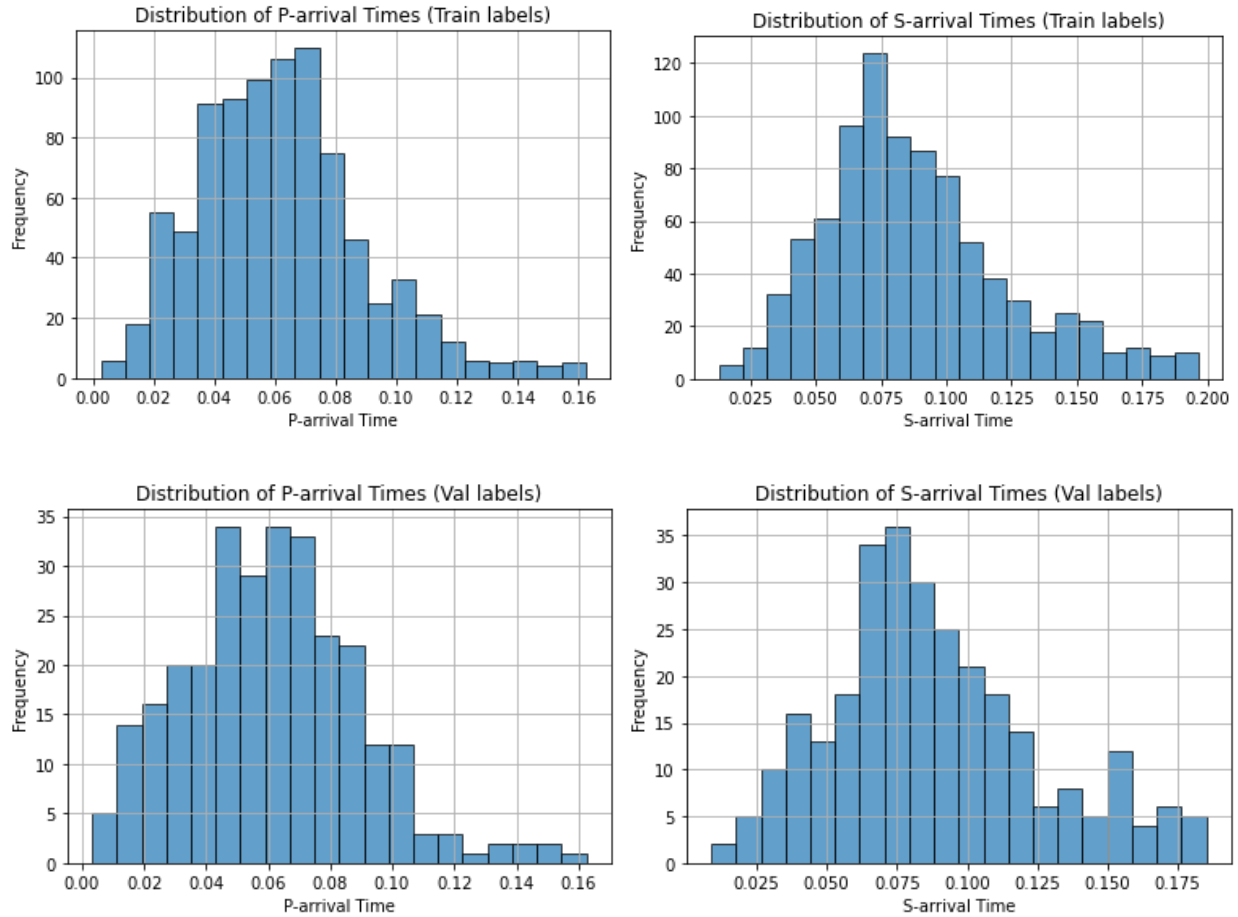 Distribution of P-arrival Times (Train labels)
Frequency
100
80
60
40
20
0
0.00 0.02 0.04 0.06 0.08 0.10 0.12 0.14 0.16
P-arrival Time
Distribution of S-arrival Times (Train labels)
Frequency
120
100
80
60
40
20
0
0.025 0.050 0.075 0.100 0.125 0.150 0.175 0.200
S-arrival Time
Distribution of P-arrival Times (Val labels)
Frequency
35
30
25
20
15
10
5
0
0.00 0.02 0.04 0.06 0.08 0.10 0.12 0.14 0.16
P-arrival Time
Distribution of S-arrival Times (Val labels)
Frequency
35
30
25
20
15
10
5
0
0.025 0.050 0.075 0.100 0.125 0.150 0.175
S-arrival Time